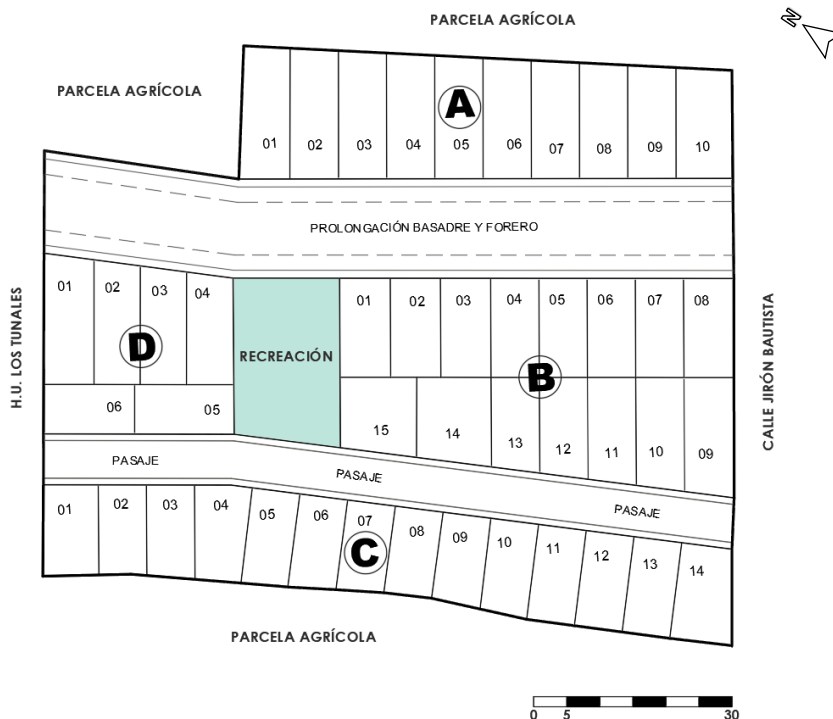 PARCELA AGRÍCOLA
N
PARCELA AGRÍCOLA
A
01 02 03 04 05 06 07 08 09 10
PROLONGACIÓN BASADRE Y FORERO
H.U. LOS TUNALES
CALLE JIRÓN BAUTISTA
01 02 03 04
D
06 05
RECREACIÓN
01 02 03 04 05 06 07 08
B
15 14 13 12 11 10 09
PASAJE
PASAJE
PASAJE
01 02 03 04 05 06 07 08 09 10 11 12 13 14
C
PARCELA AGRÍCOLA
0 5 30